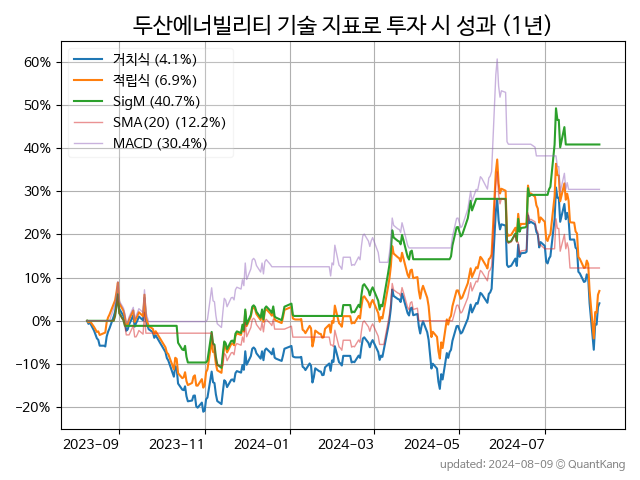 두산에너빌리티 기술 지표로 투자 시 성과 (1년)
거치식 (4.1%)
적립식 (6.9%)
SigM (40.7%)
SMA(20) (12.2%)
MACD (30.4%)
60%
50%
40%
30%
20%
10%
0%
−10%
−20%
2023-09 2023-11 2024-01 2024-03 2024-05 2024-07
updated: 2024-08-09 © QuantKang